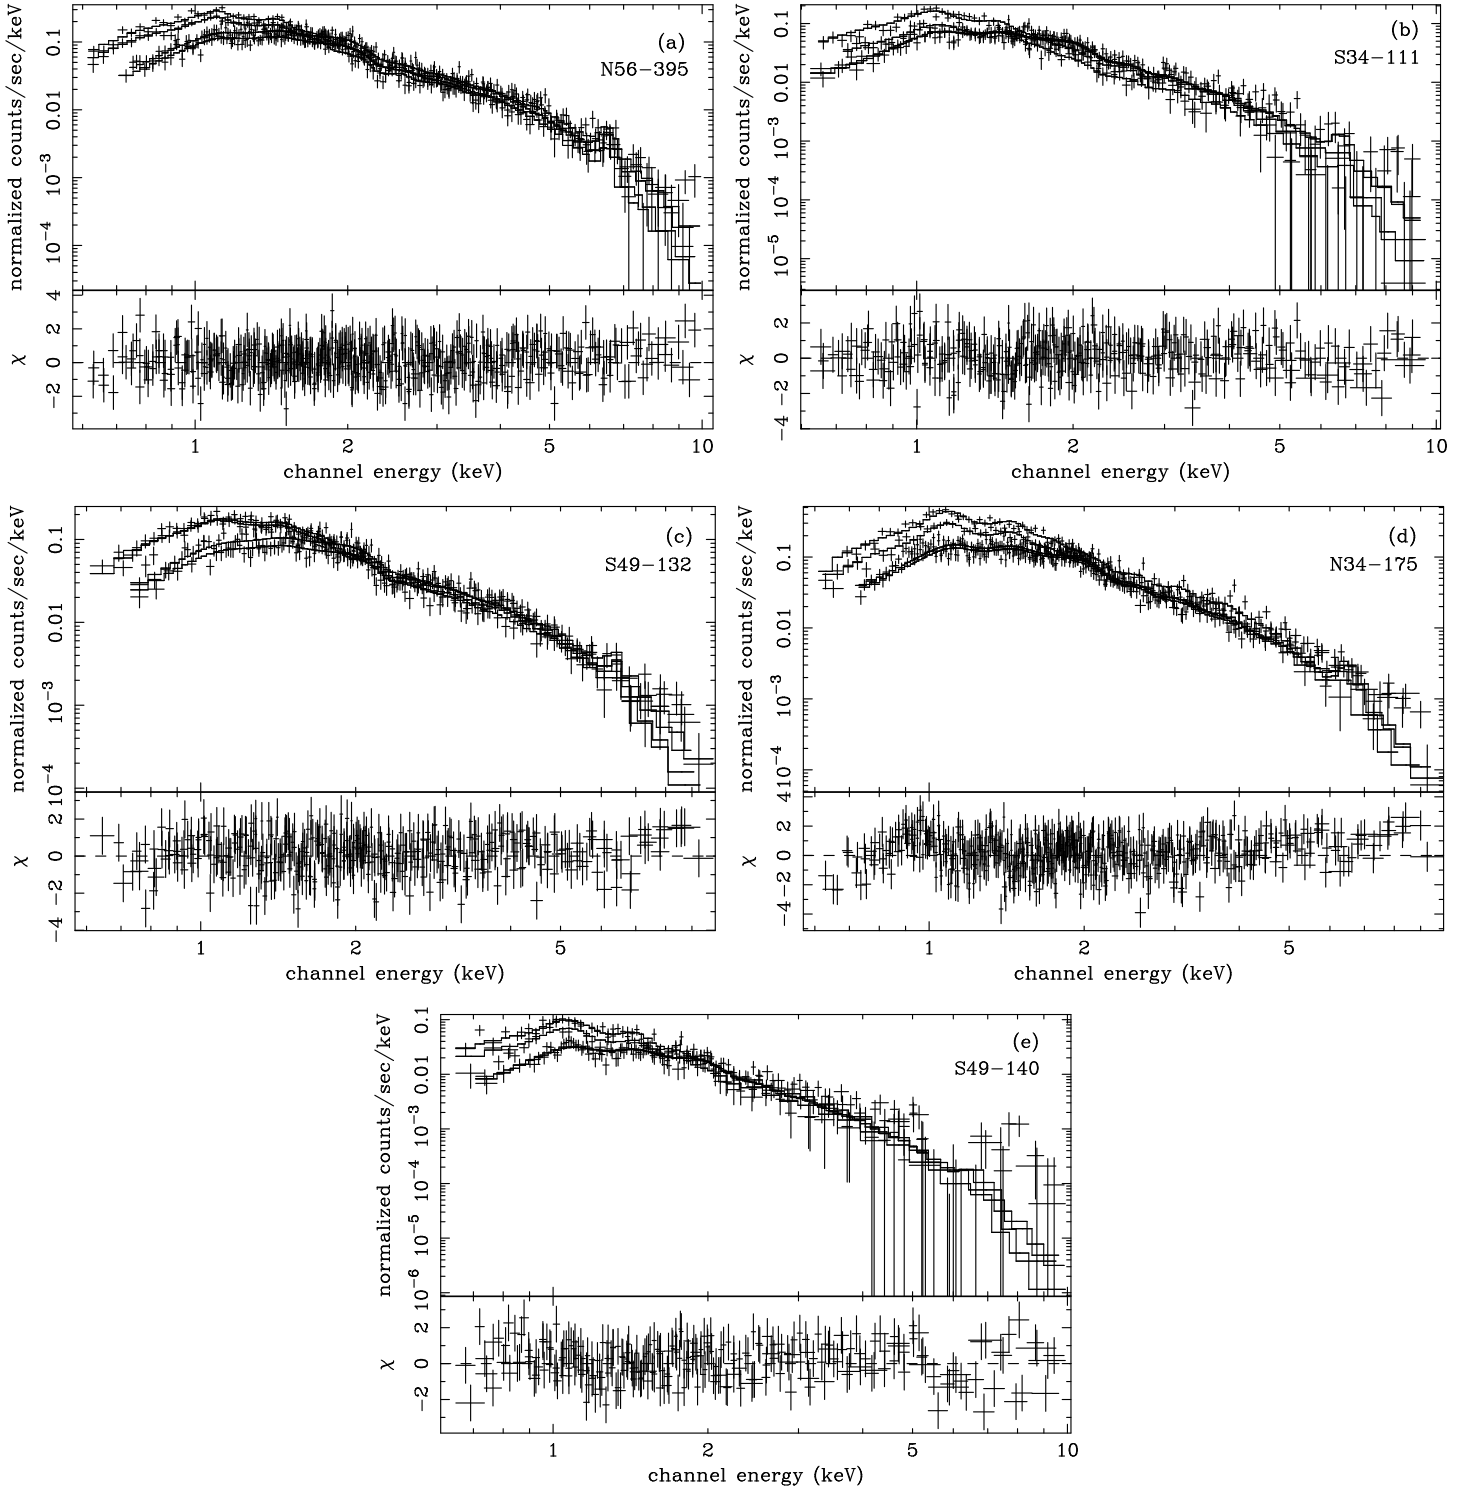 normalized counts/sec/keV
0.1
0.01
10⁻³
10⁻⁴
(a)
N56−395
χ
4
2
0
−2
1
2
5
10
channel energy (keV)
normalized counts/sec/keV
0.1
0.01
10⁻³
10⁻⁴
10⁻⁵
(b)
S34−111
χ
2
0
−2
−4
1
2
5
10
channel energy (keV)
normalized counts/sec/keV
0.1
0.01
10⁻³
10⁻⁴
(c)
S49−132
χ
2
0
−2
−4
1
2
5
channel energy (keV)
normalized counts/sec/keV
0.1
0.01
10⁻³
10⁻⁴
(d)
N34−175
χ
4
2
0
−2
−4
1
2
5
channel energy (keV)
normalized counts/sec/keV
0.1
0.01
10⁻³
10⁻⁴
10⁻⁵
10⁻⁶
(e)
S49−140
χ
2
0
−2
1
2
5
10
channel energy (keV)